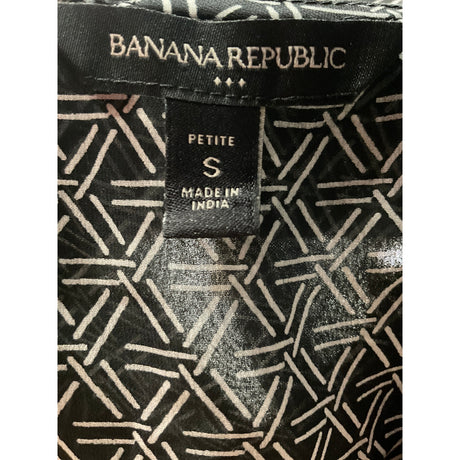 BANANA REPUBLIC
PETITE
S
MADE IN
INDIA